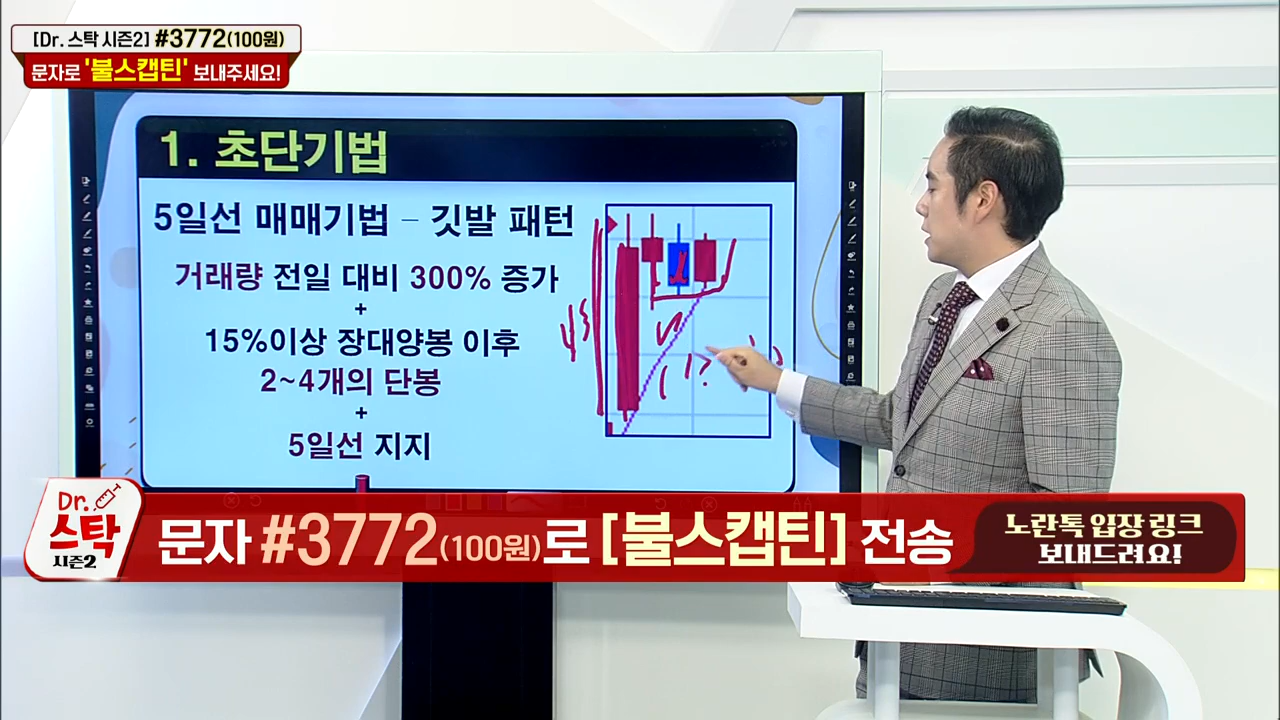 [Dr. 스탁 시즌2] #3772(100원)
문자로 '불스캡틴' 보내주세요!
1. 초단기법
5일선 매매기법 – 깃발 패턴
거래량 전일 대비 300% 증가
+
15%이상 장대양봉 이후
2~4개의 단봉
+
5일선 지지
Dr.
스탁
시즌2
문자 #3772(100원)로 [불스캡틴] 전송
노란톡 입장 링크
보내드려요!